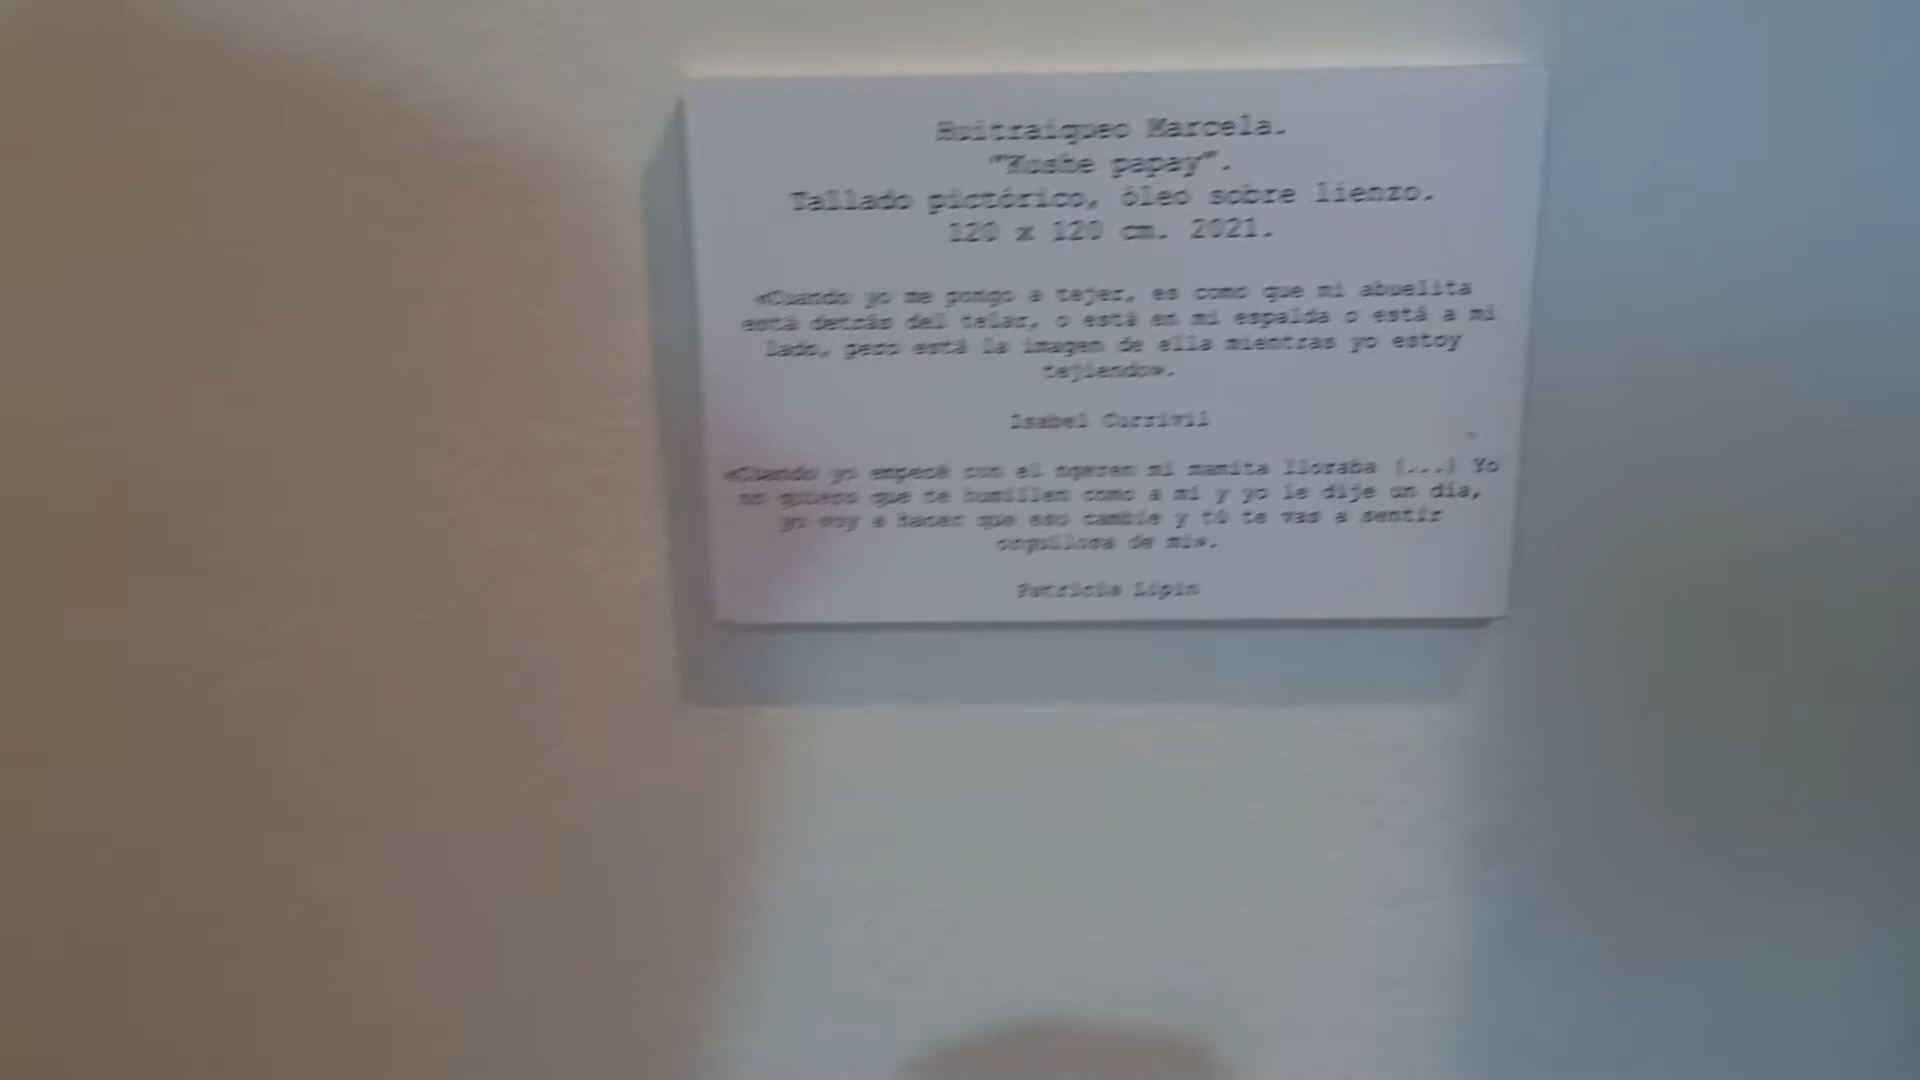 Huitraiqueo Marcela.
"Kushe papay".
Tallado pictórico, óleo sobre lienzo.
120 x 120 cm. 2021.
«Cuando yo me pongo a tejer, es como que mi abuelita
está detrás del telar, o está en mi espalda o está a mi
lado, pero está la imagen de ella mientras yo estoy
tejiendo».
Isabel Currivil
«Cuando yo empecé con el ngeren mi mamita lloraba (...) Yo
no quiero que te humillen como a mi y yo le dije un día,
yo voy a hacer que eso cambie y tú te vas a sentir
orgullosa de mi».
Patricia Lipin